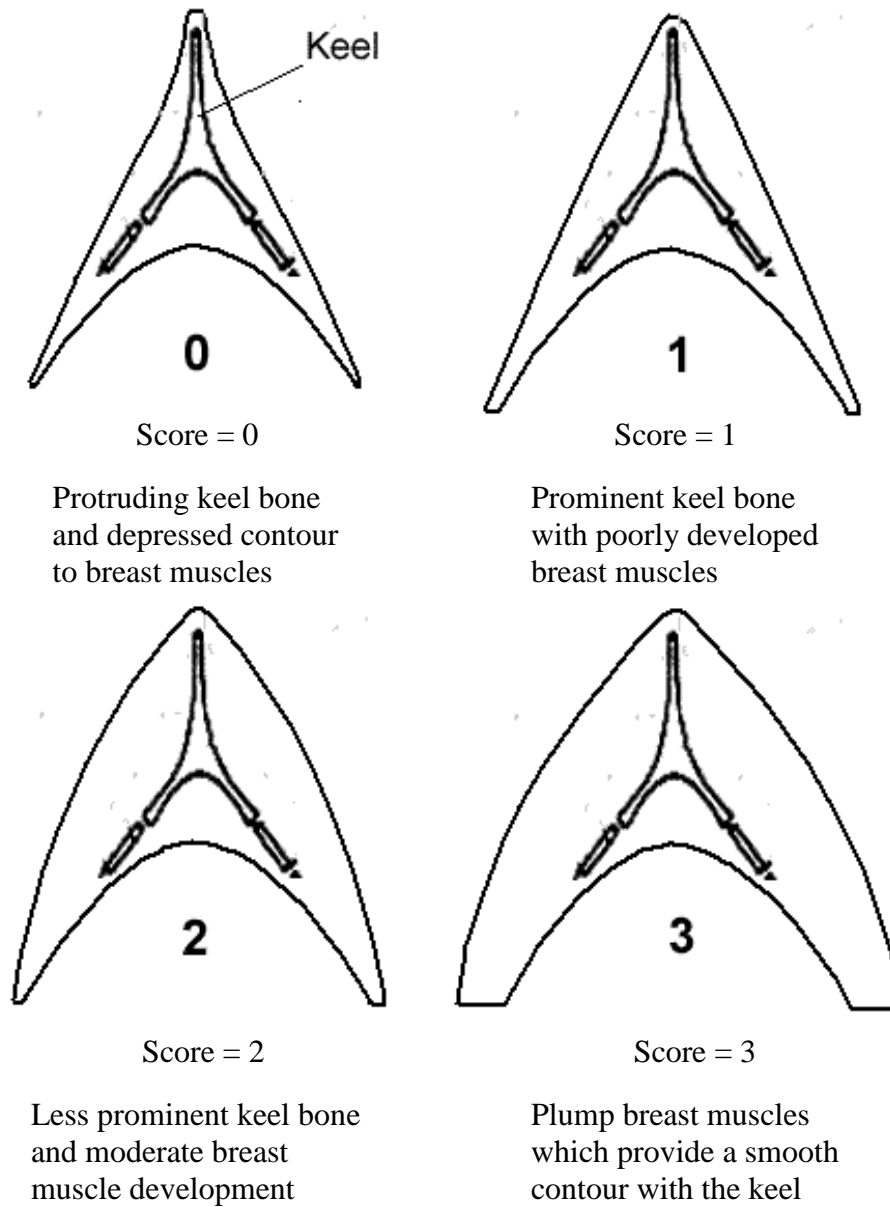 Keel
0
1
Score = 0
Score = 1
Protruding keel bone
and depressed contour
to breast muscles
Prominent keel bone
with poorly developed
breast muscles
2
3
Score = 2
Score = 3
Less prominent keel bone
and moderate breast
muscle development
Plump breast muscles
which provide a smooth
contour with the keel